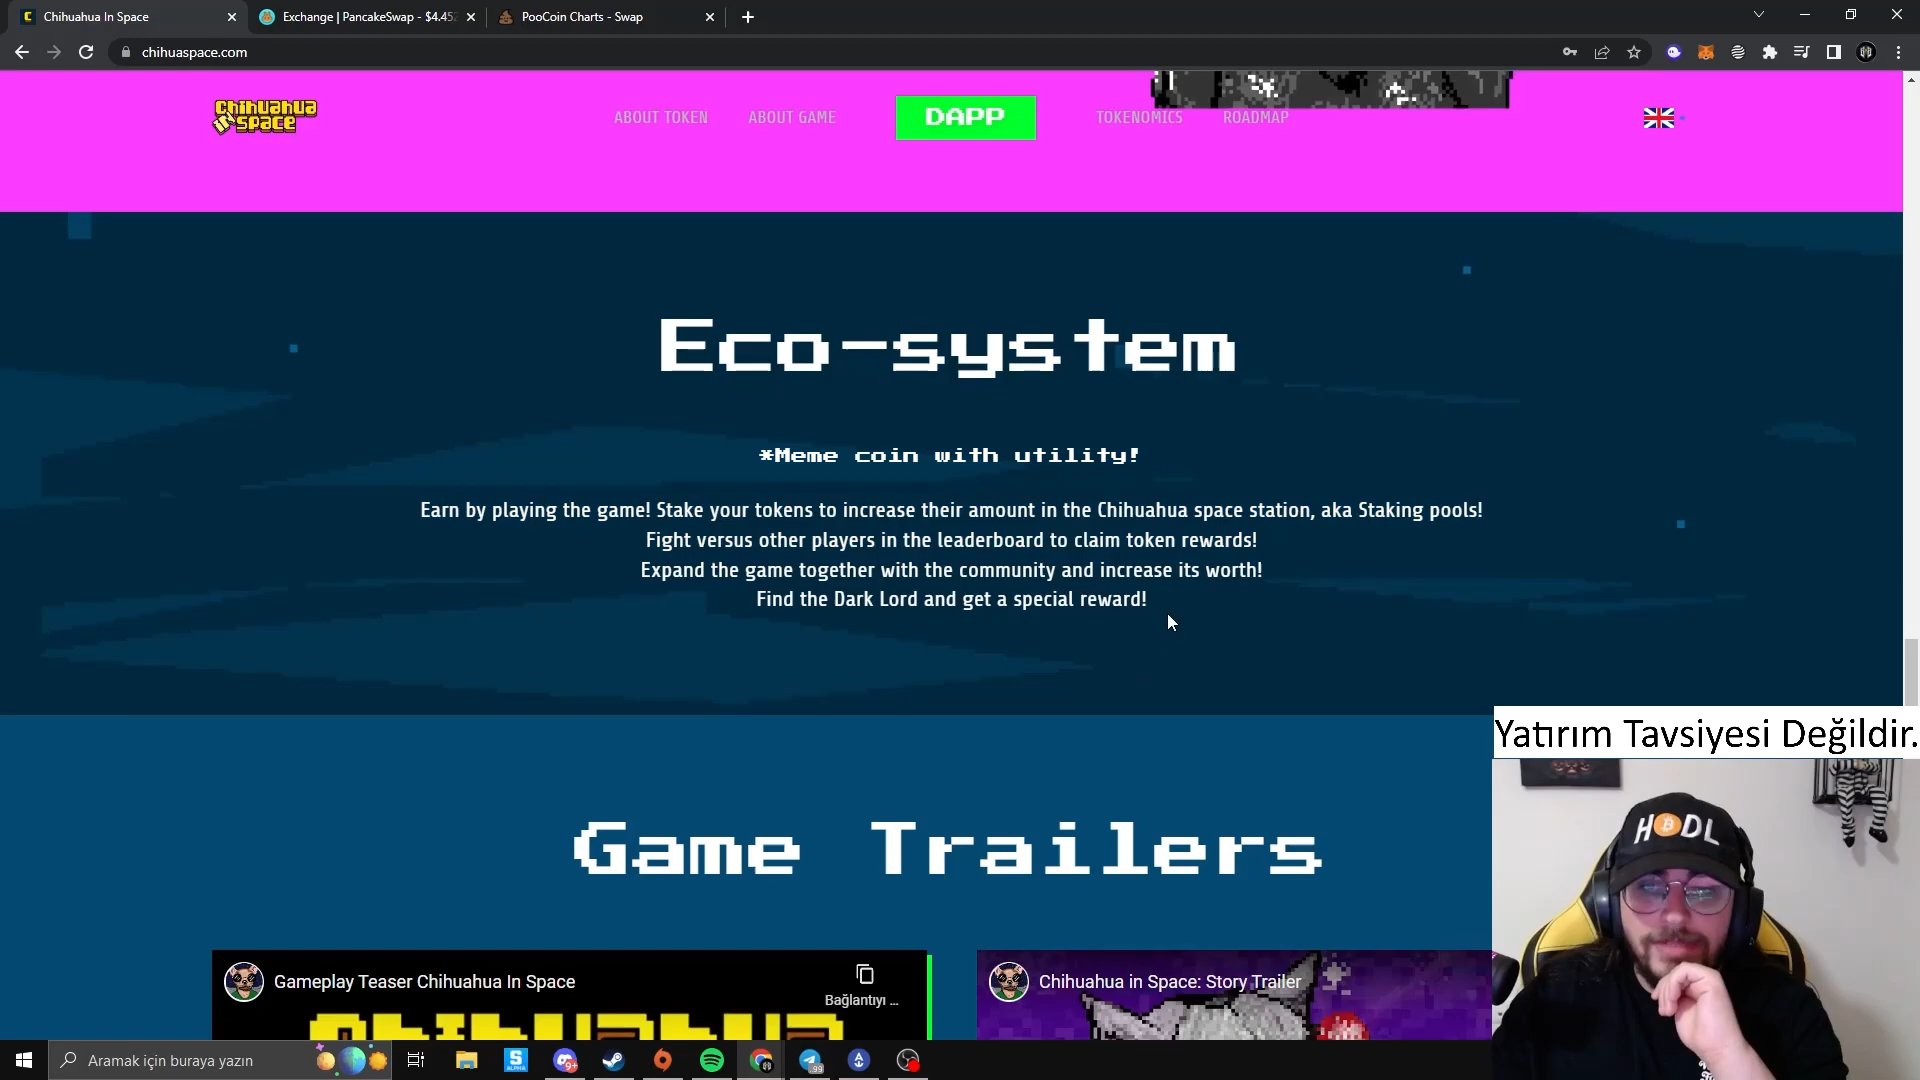 Chihuahua In Space
Exchange | PancakeSwap - $4.452
PooCoin Charts - Swap
chihuaspace.com
Chihuahua
in space
ABOUT TOKEN
ABOUT GAME
DAPP
TOKENOMICS
ROADMAP
Eco-system
*Meme coin with utility!
Earn by playing the game! Stake your tokens to increase their amount in the Chihuahua space station, aka Staking pools!
Fight versus other players in the leaderboard to claim token rewards!
Expand the game together with the community and increase its worth!
Find the Dark Lord and get a special reward!
Yatırım Tavsiyesi Değildir.
HODL
Game Trailers
Gameplay Teaser Chihuahua In Space
Bağlantıyı ...
Chihuahua in Space: Story Trailer
Aramak için buraya yazın
S
ALPHA
9+
99